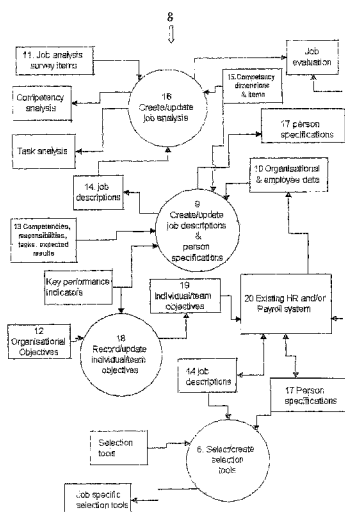 8
11. Job analysis
survey items
Job
evaluation
Competency
analysis
16
Create/update
job analysis
15. Competency
dimensions
& items
17 person
specifications
Task analysis
14. job
descriptions
10 Organisational
& employee data
9
Create/update
job descriptions
&
person
specifications
13 Competencies,
responsibilities,
tasks, expected
results
Key performance
indicators
19
Individual/team
objectives
20 Existing HR and/or
Payroll system
12
Organisational
Objectives
18
Record/update
individual/team
objectives
14 job
descriptions
17 Person
specifications
Selection
tools
6. Select/create
selection
tools
Job specific
selection tools